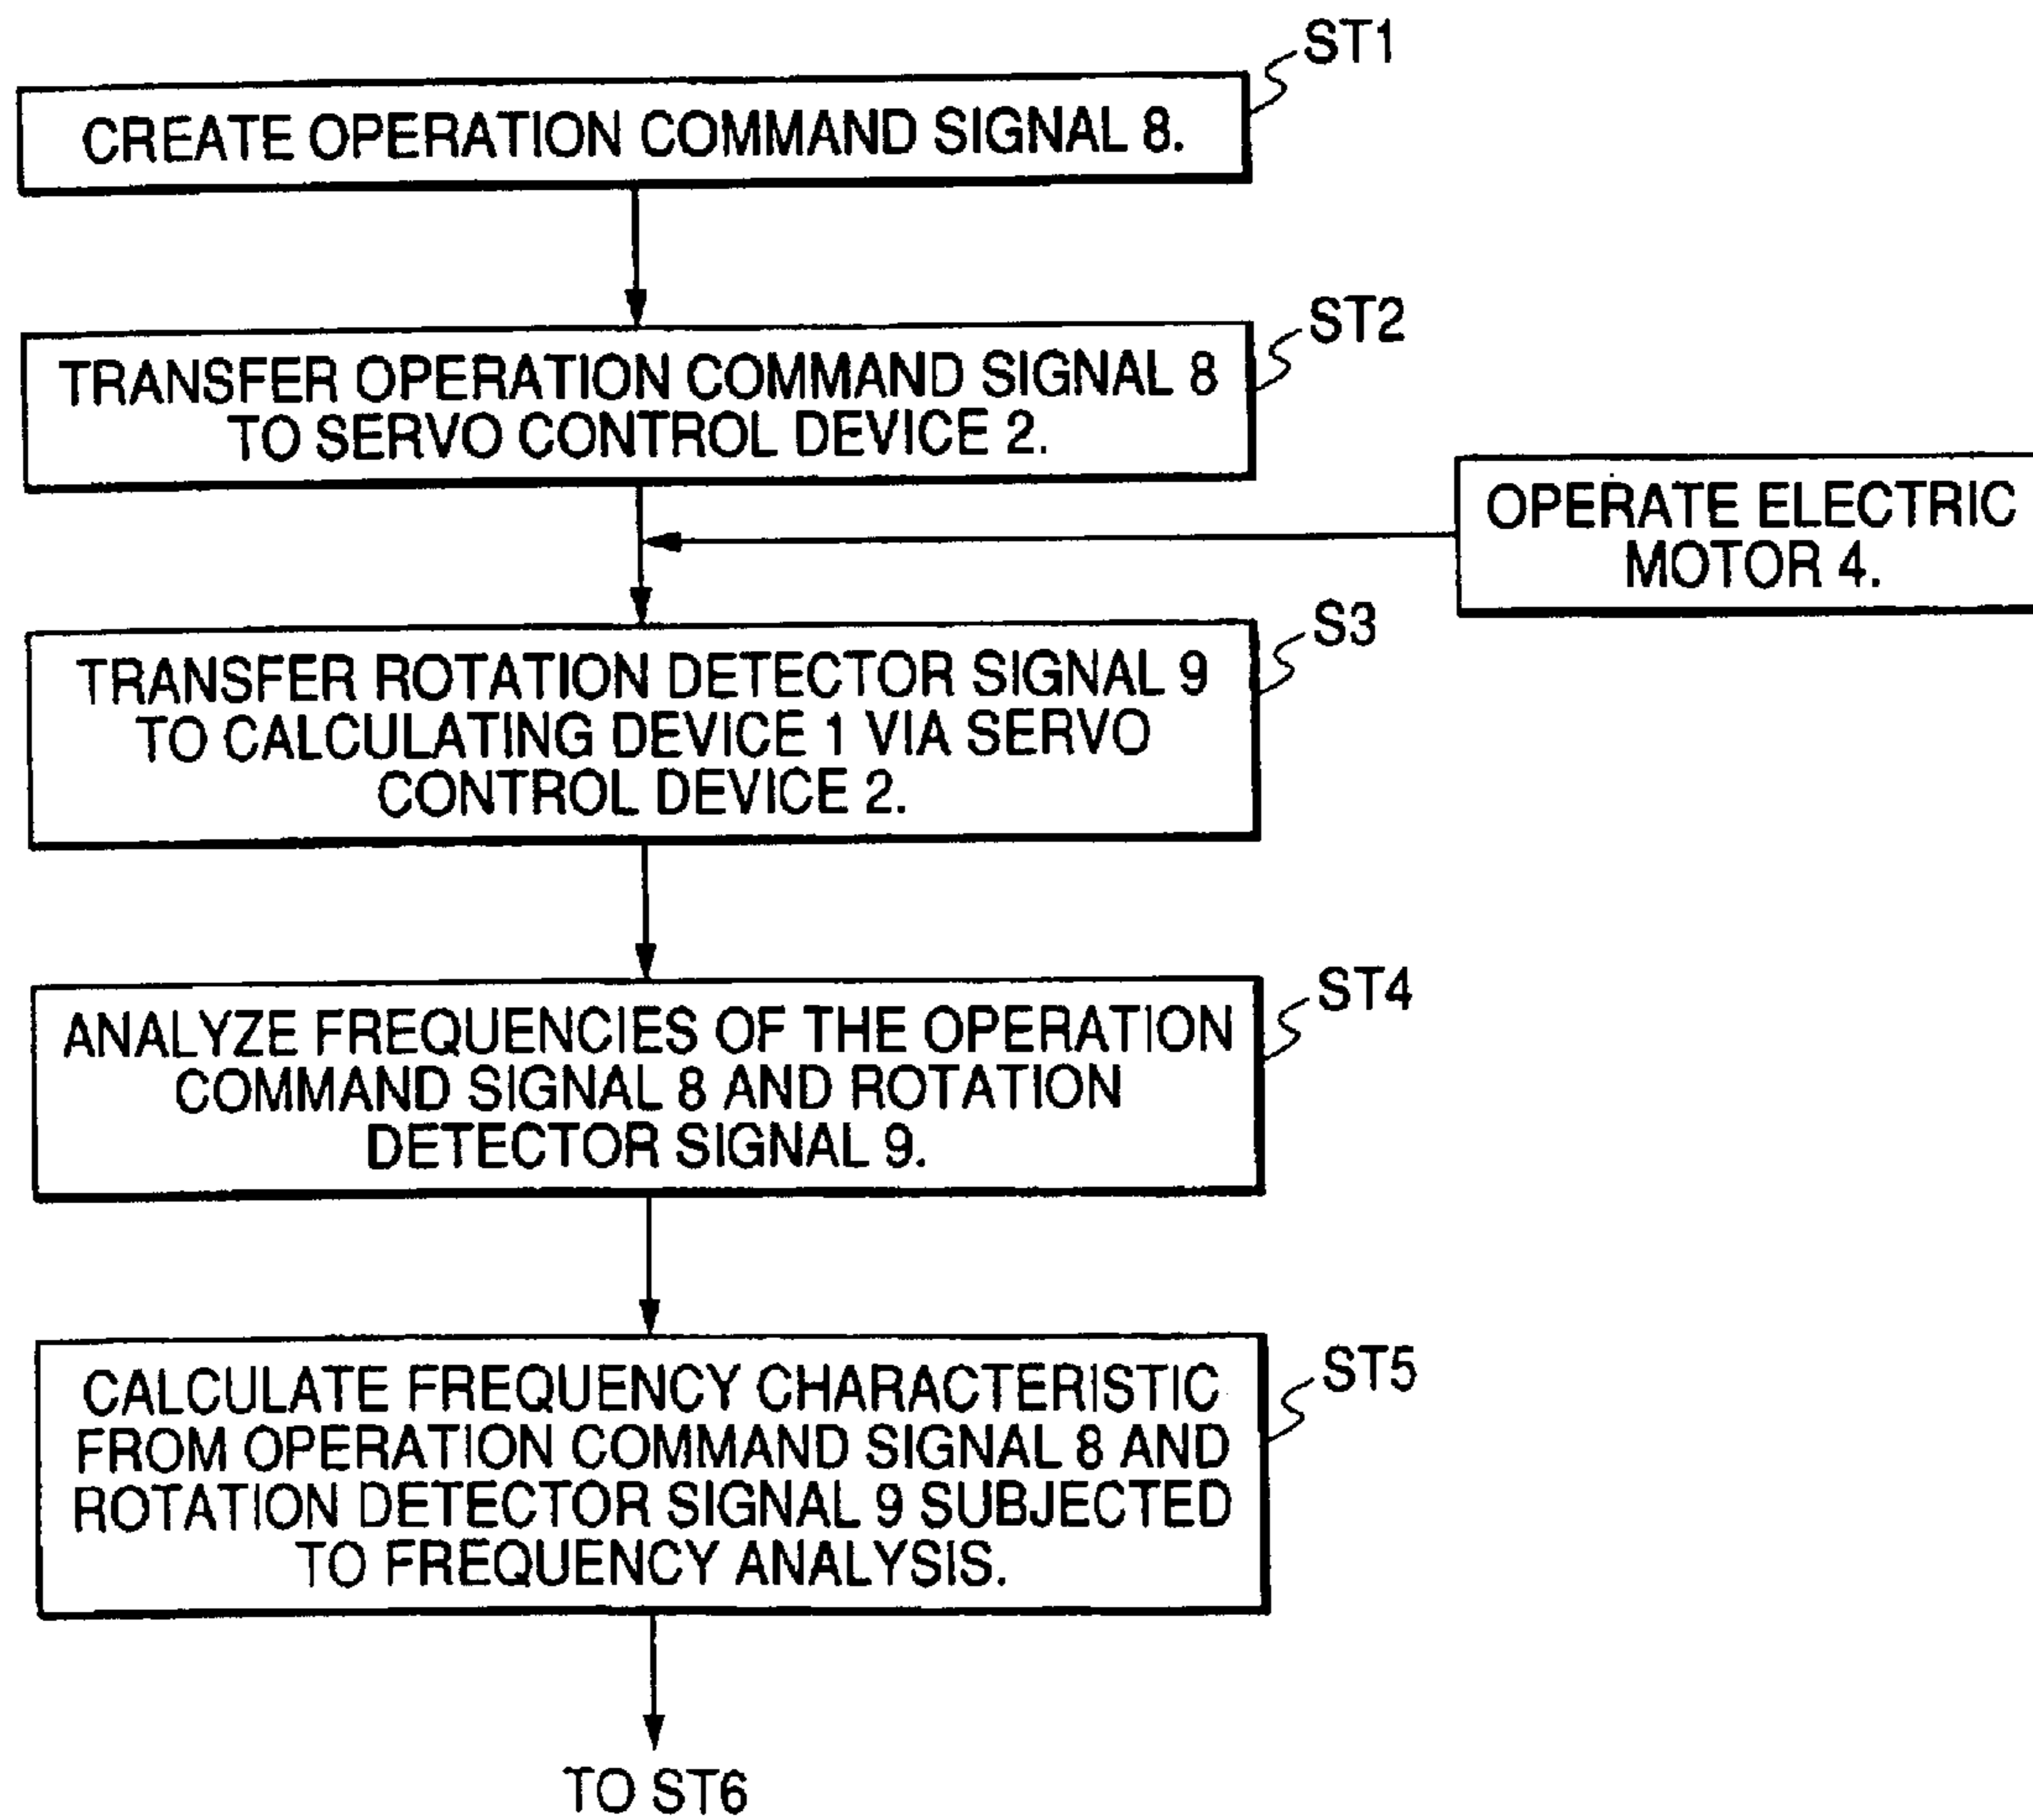 ST1
CREATE OPERATION COMMAND SIGNAL 8.
ST2
TRANSFER OPERATION COMMAND SIGNAL 8
TO SERVO CONTROL DEVICE 2.
OPERATE ELECTRIC
MOTOR 4.
S3
TRANSFER ROTATION DETECTOR SIGNAL 9
TO CALCULATING DEVICE 1 VIA SERVO
CONTROL DEVICE 2.
ST4
ANALYZE FREQUENCIES OF THE OPERATION
COMMAND SIGNAL 8 AND ROTATION
DETECTOR SIGNAL 9.
ST5
CALCULATE FREQUENCY CHARACTERISTIC
FROM OPERATION COMMAND SIGNAL 8 AND
ROTATION DETECTOR SIGNAL 9 SUBJECTED
TO FREQUENCY ANALYSIS.
TO ST6